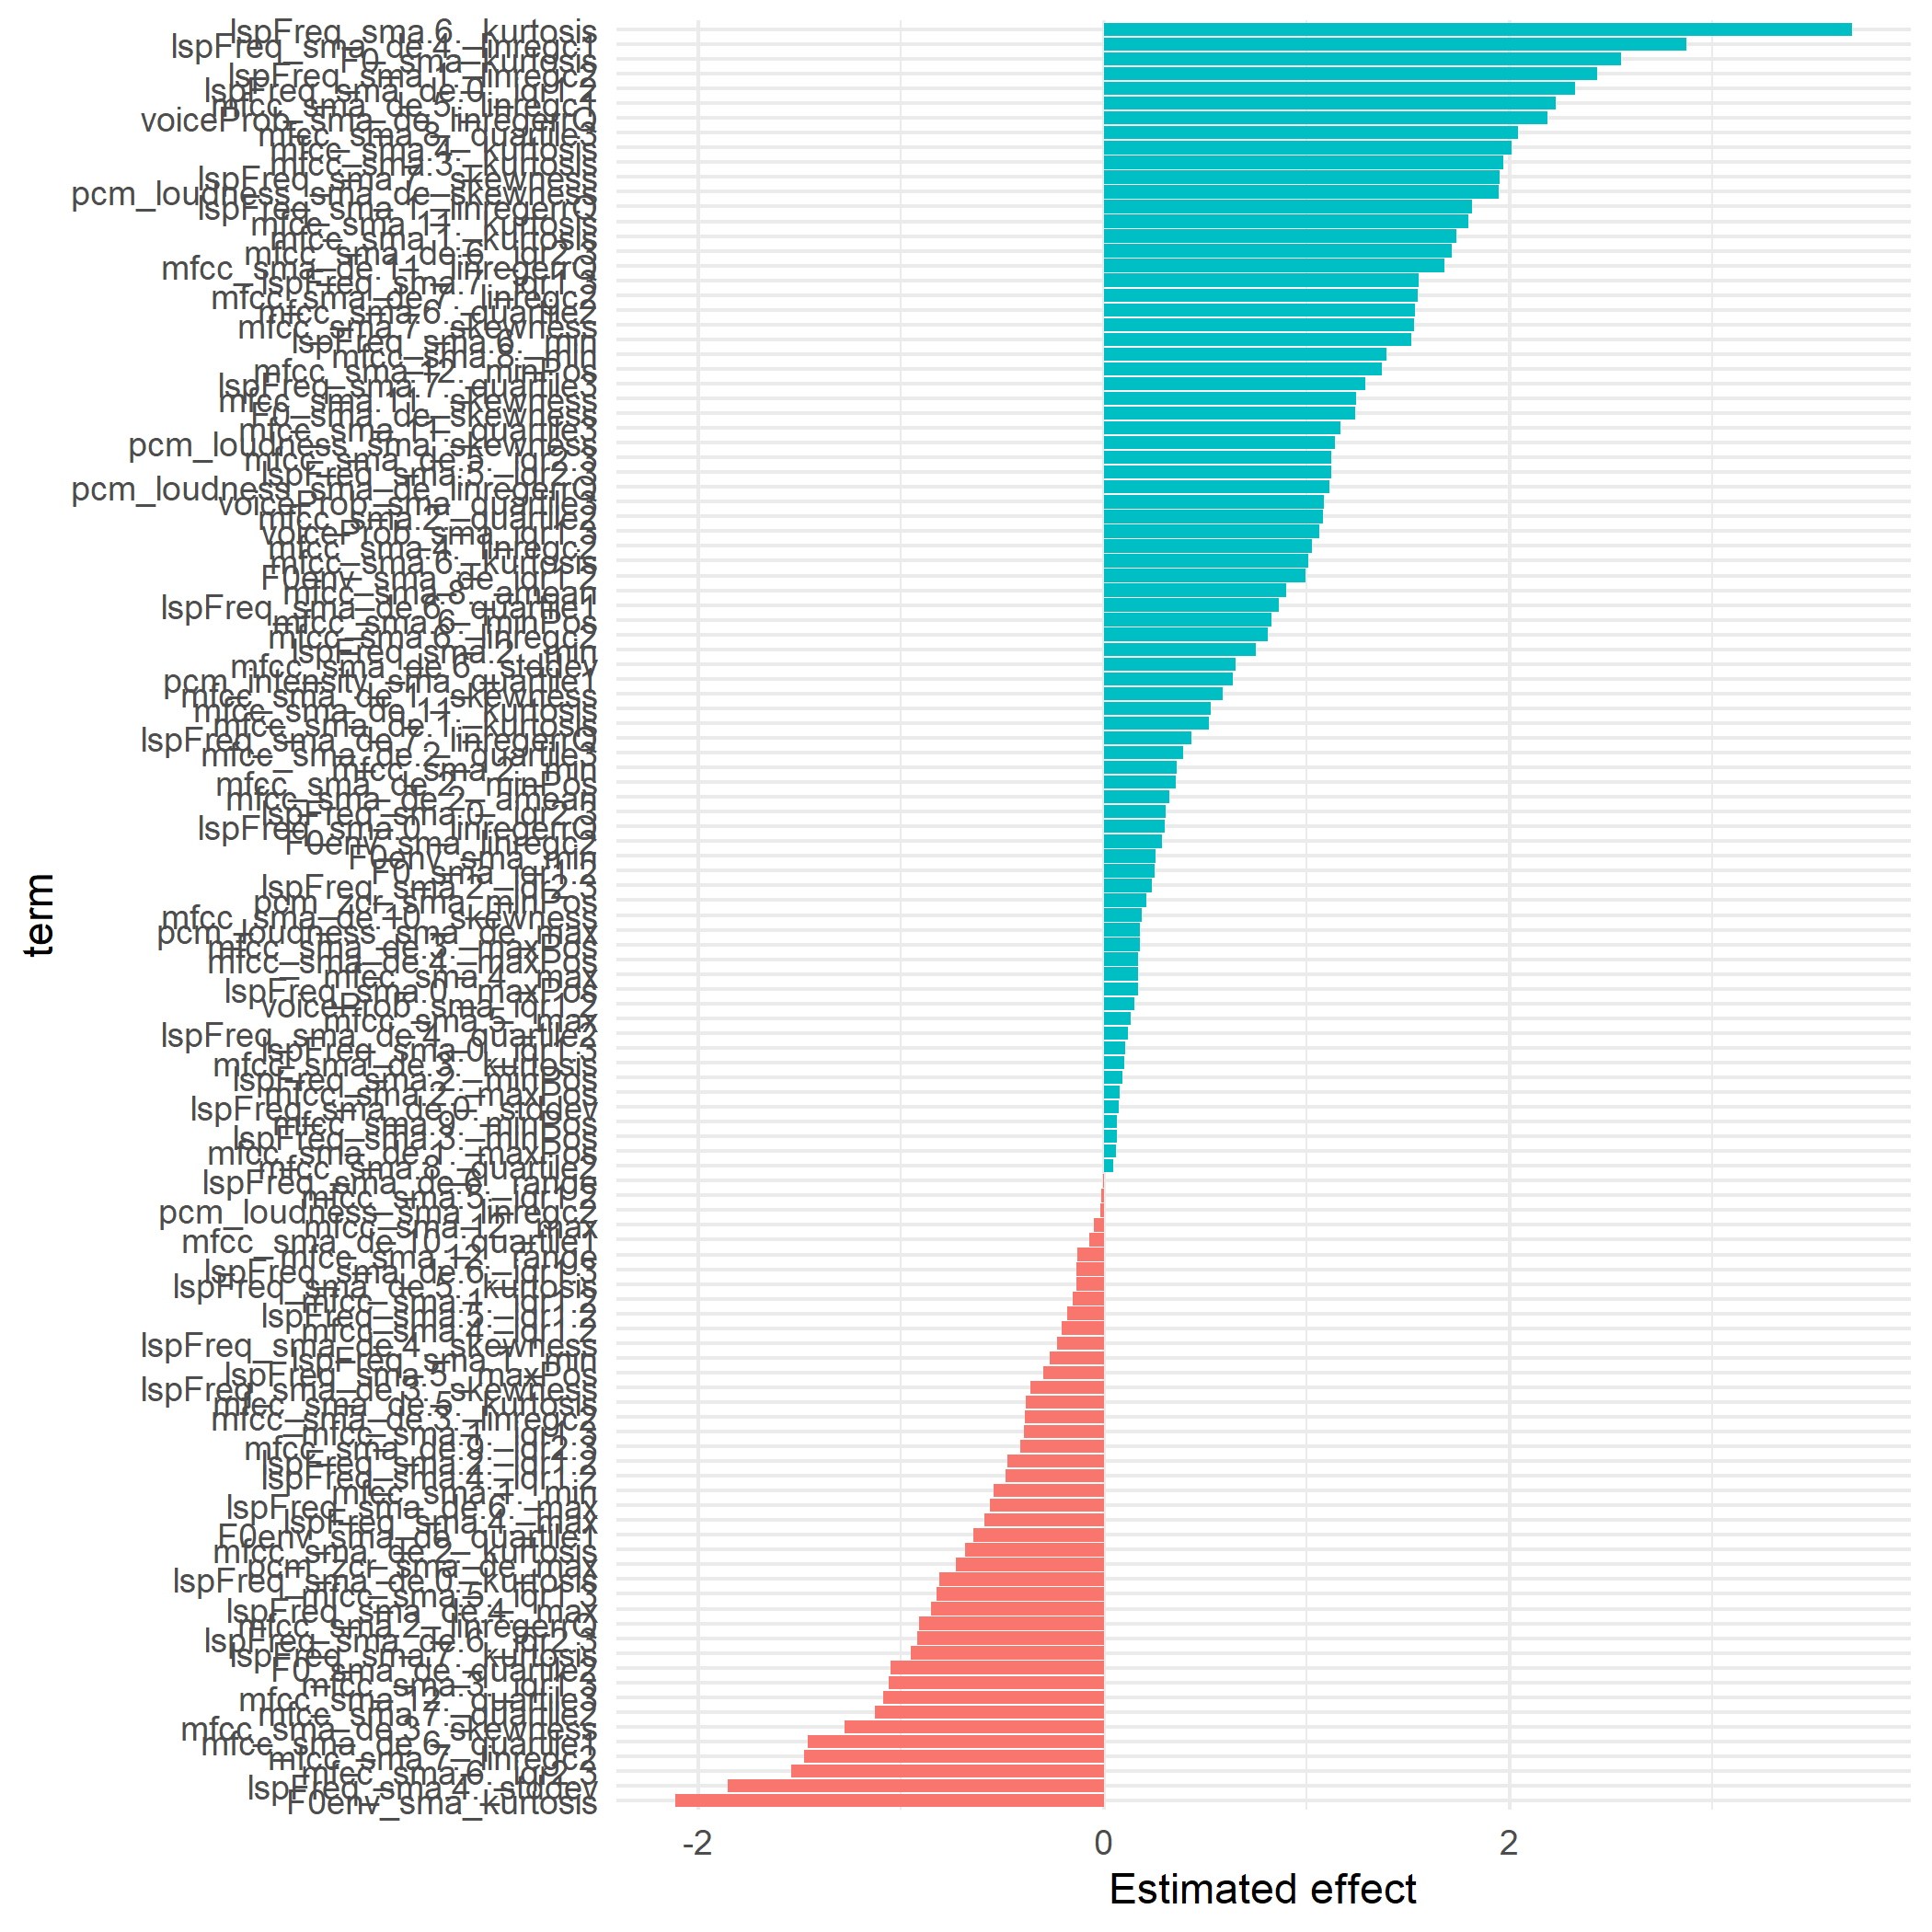 lspFreq_sma.6._kurtosis
lspFreq_sma_de.4._linregc1
F0_sma_kurtosis
lspFreq_sma.1._linregc2
lspFreq_sma_de.0._iqr1.2
mfcc_sma_de.5._linregc1
voiceProb_sma_de_linregerrQ
mfcc_sma.8._quartile3
mfcc_sma.4._kurtosis
mfcc_sma.3._kurtosis
lspFreq_sma.7._skewness
pcm_loudness_sma_de_skewness
lspFreq_sma.1._linregerrQ
mfcc_sma.11._kurtosis
mfcc_sma.1._kurtosis
mfcc_sma_de.6._iqr2.3
mfcc_sma_de.11._linregerrQ
lspFreq_sma.7._iqr1.3
mfcc_sma_de.7._linregc2
mfcc_sma.6._quartile2
mfcc_sma.7._skewness
lspFreq_sma.6._min
mfcc_sma.8._min
mfcc_sma.12._minPos
lspFreq_sma.7._quartile3
mfcc_sma.11._skewness
F0_sma_de_skewness
mfcc_sma.11._quartile3
pcm_loudness_sma_skewness
mfcc_sma_de.5._iqr2.3
lspFreq_sma.5._iqr2.3
pcm_loudness_sma_de_linregerrQ
voiceProb_sma_quartile3
mfcc_sma.2._quartile2
voiceProb_sma_iqr1.3
mfcc_sma.4._linregc2
mfcc_sma.6._kurtosis
F0env_sma_de_iqr1.2
mfcc_sma.8._amean
lspFreq_sma_de.6._quartile1
mfcc_sma.6._minPos
mfcc_sma.6._linregc2
lspFreq_sma.2._min
mfcc_sma_de.6._stddev
pcm_intensity_sma_quartile1
mfcc_sma_de.1._skewness
mfcc_sma_de.11._kurtosis
mfcc_sma_de.1._kurtosis
lspFreq_sma_de.7._linregerrQ
mfcc_sma_de.2._quartile3
mfcc_sma.2._min
mfcc_sma_de.2._minPos
mfcc_sma_de.2._amean
lspFreq_sma.0._iqr2.3
lspFreq_sma.0._linregerrQ
F0env_sma_linregc2
F0env_sma_min
F0_sma_iqr1.2
lspFreq_sma.2._iqr2.3
pcm_zcr_sma_minPos
mfcc_sma_de.10._skewness
pcm_loudness_sma_de_max
mfcc_sma_de.3._maxPos
mfcc_sma_de.4._maxPos
mfcc_sma.4._max
lspFreq_sma.0._maxPos
voiceProb_sma_iqr1.2
mfcc_sma.5._max
lspFreq_sma_de.4._quartile2
lspFreq_sma.0._iqr1.3
mfcc_sma_de.3._kurtosis
lspFreq_sma.2._minPos
mfcc_sma.2._maxPos
lspFreq_sma_de.0._stddev
mfcc_sma.9._minPos
lspFreq_sma.3._minPos
mfcc_sma_de.1._maxPos
mfcc_sma.8._quartile2
lspFreq_sma_de.6._range
mfcc_sma.5._iqr1.2
pcm_loudness_sma_linregc2
mfcc_sma.12._max
mfcc_sma_de.10._quartile1
mfcc_sma.12._range
lspFreq_sma_de.6._iqr1.3
lspFreq_sma_de.5._kurtosis
mfcc_sma.1._iqr1.2
lspFreq_sma.5._iqr1.2
mfcc_sma.4._iqr1.2
lspFreq_sma_de.4._skewness
lspFreq_sma.1._min
lspFreq_sma.5._maxPos
lspFreq_sma_de.3._skewness
mfcc_sma_de.5._kurtosis
mfcc_sma_de.3._linregc2
mfcc_sma.1._iqr1.3
mfcc_sma_de.9._iqr2.3
lspFreq_sma.2._iqr1.2
lspFreq_sma.4._iqr1.2
mfcc_sma.1._min
lspFreq_sma_de.6._max
lspFreq_sma.4._max
F0env_sma_de_quartile1
mfcc_sma_de.2._kurtosis
pcm_zcr_sma_de_max
lspFreq_sma_de.0._kurtosis
mfcc_sma.5._iqr1.3
lspFreq_sma_de.4._max
mfcc_sma.2._linregerrQ
lspFreq_sma_de.6._iqr2.3
lspFreq_sma.7._kurtosis
F0_sma_de_quartile2
mfcc_sma.3._iqr1.3
mfcc_sma.12._quartile3
mfcc_sma.7._quartile2
mfcc_sma_de.3._skewness
mfcc_sma_de.6._quartile1
mfcc_sma.7._linregc2
mfcc_sma.6._iqr2.3
lspFreq_sma.4._stddev
F0env_sma_kurtosis
term
-2 0 2
Estimated effect